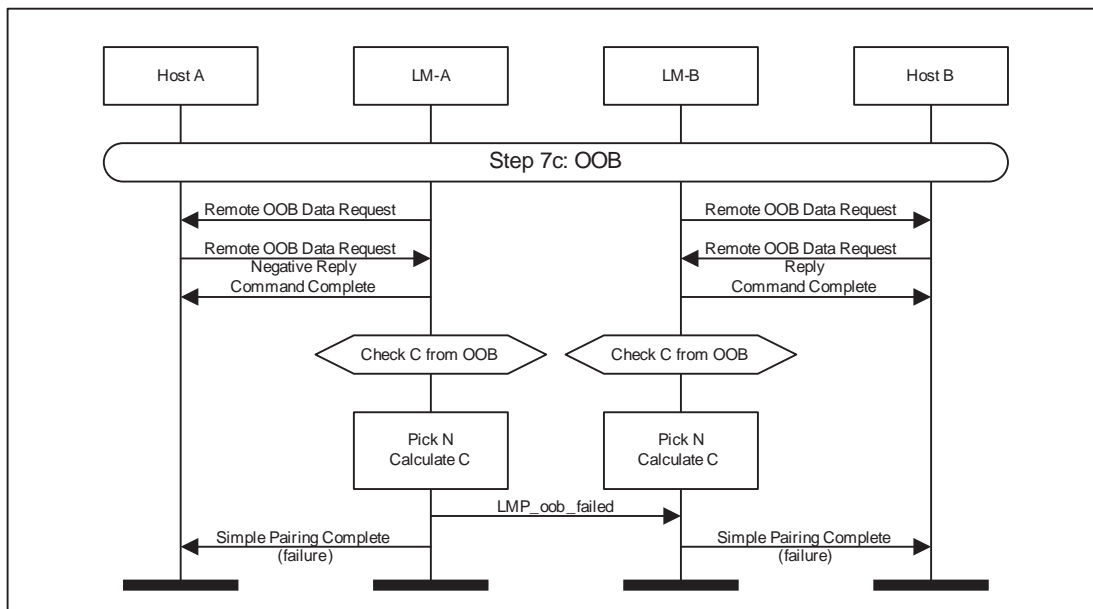 Host A
LM-A
LM-B
Host B
Step 7c: OOB
Remote OOB Data Request
Remote OOB Data Request
Remote OOB Data Request
Negative Reply
Remote OOB Data Request
Reply
Command Complete
Command Complete
Check C from OOB
Check C from OOB
Pick N
Calculate C
Pick N
Calculate C
LMP_oob_failed
Simple Pairing Complete
(failure)
Simple Pairing Complete
(failure)